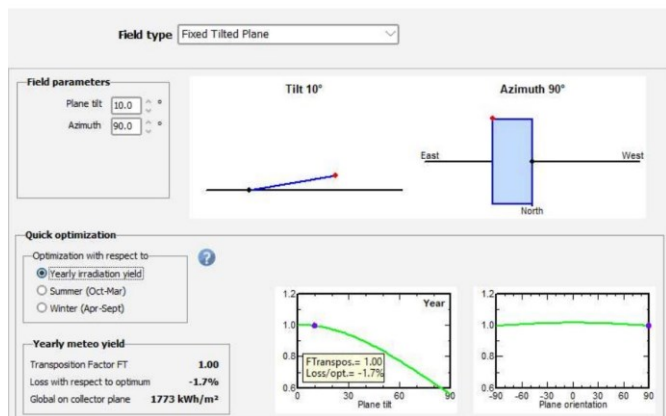 Field type Fixed Tilted Plane
Field parameters
Plane tilt 10.0 °
Azimuth 90.0 °
Tilt 10°
Azimuth 90°
East
West
North
Quick optimization
Optimization with respect to
Yearly irradiation yield
Summer (Oct-Mar)
Winter (Apr-Sept)
?
Yearly meteo yield
Transposition Factor FT 1.00
Loss with respect to optimum -1.7%
Global on collector plane 1773 kWh/m²
1.2
1.0
0.8
0.6
Year
FTranspos.= 1.00
Loss/opt.= -1.7%
0 30 60 90
Plane tilt
1.2
1.0
0.8
0.6
-90 -60 -30 0 30 60 90
Plane orientation